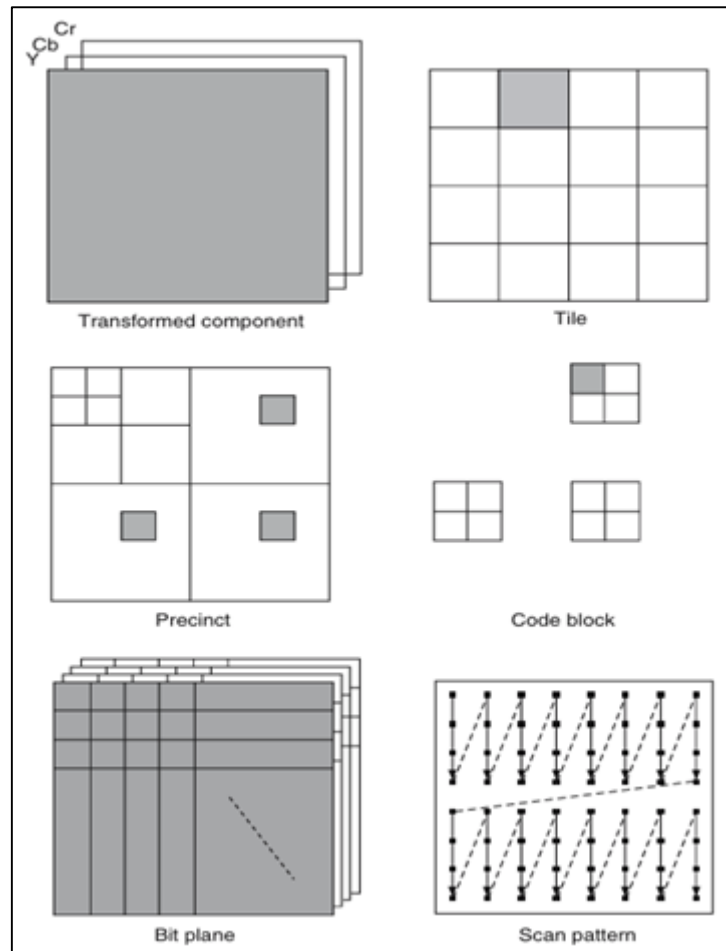 Cr
Cb
Y
Transformed component
Tile
Precinct
Code block
Bit plane
Scan pattern